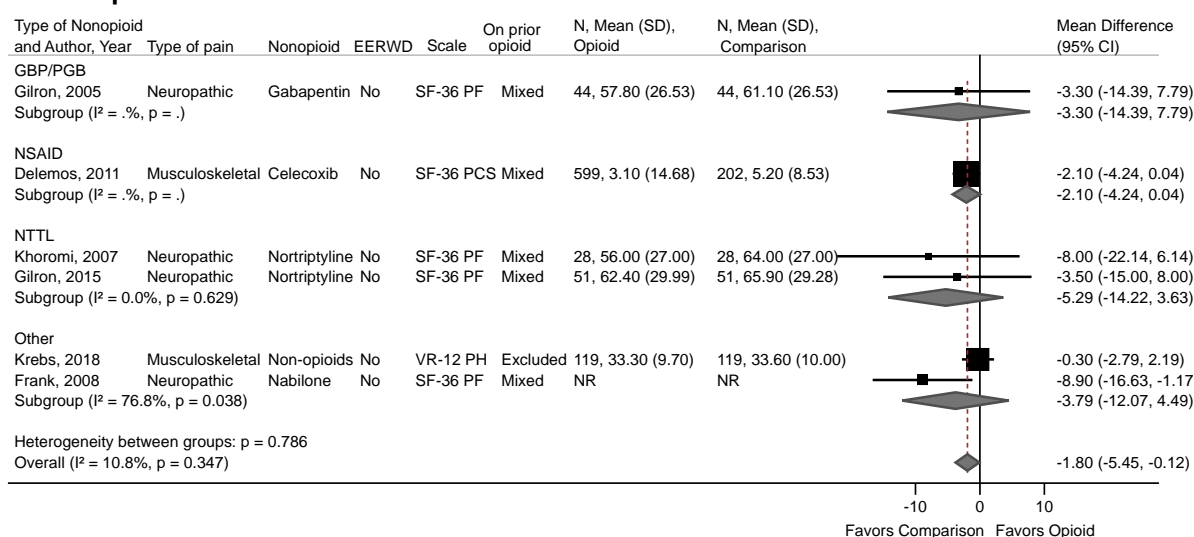 Type of Nonopioid and Author, Year Type of pain Nonopioid EERWD Scale On prior opioid N, Mean (SD), Opioid N, Mean (SD), Comparison Mean Difference (95% CI)
GBP/PGB
Gilron, 2005 Neuropathic Gabapentin No SF-36 PF Mixed 44, 57.80 (26.53) 44, 61.10 (26.53) -3.30 (-14.39, 7.79)
Subgroup (I² = .%, p = .) -3.30 (-14.39, 7.79)
NSAID
Delemos, 2011 Musculoskeletal Celecoxib No SF-36 PCS Mixed 599, 3.10 (14.68) 202, 5.20 (8.53) -2.10 (-4.24, 0.04)
Subgroup (I² = .%, p = .) -2.10 (-4.24, 0.04)
NTTL
Khoromi, 2007 Neuropathic Nortriptyline No SF-36 PF Mixed 28, 56.00 (27.00) 28, 64.00 (27.00) -8.00 (-22.14, 6.14)
Gilron, 2015 Neuropathic Nortriptyline No SF-36 PF Mixed 51, 62.40 (29.99) 51, 65.90 (29.28) -3.50 (-15.00, 8.00)
Subgroup (I² = 0.0%, p = 0.629) -5.29 (-14.22, 3.63)
Other
Krebs, 2018 Musculoskeletal Non-opioids No VR-12 PH Excluded 119, 33.30 (9.70) 119, 33.60 (10.00) -0.30 (-2.79, 2.19)
Frank, 2008 Neuropathic Nabilone No SF-36 PF Mixed NR NR -8.90 (-16.63, -1.17
Subgroup (I² = 76.8%, p = 0.038) -3.79 (-12.07, 4.49)
Heterogeneity between groups: p = 0.786
Overall (I² = 10.8%, p = 0.347) -1.80 (-5.45, -0.12)
-10 0 10
Favors Comparison Favors Opioid